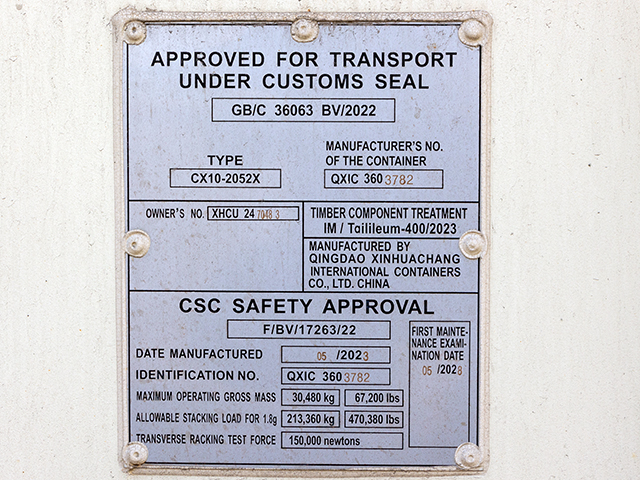 APPROVED FOR TRANSPORT
UNDER CUSTOMS SEAL
GB/C 36063 BV/2022
TYPE
CX10-2052X
MANUFACTURER'S NO.
OF THE CONTAINER
QXIC 3603782
OWNER'S NO. XHCU 24 7048 3
TIMBER COMPONENT TREATMENT
IM / Tailileum-400/2023
MANUFACTURED BY
QINGDAO XINHUACHANG
INTERNATIONAL CONTAINERS
CO., LTD. CHINA
CSC SAFETY APPROVAL
F/BV/17263/22
DATE MANUFACTURED 05 /2023
IDENTIFICATION NO. QXIC 3603782
MAXIMUM OPERATING GROSS MASS 30,480 kg 67,200 lbs
ALLOWABLE STACKING LOAD FOR 1.8g 213,360 kg 470,380 lbs
TRANSVERSE RACKING TEST FORCE 150,000 newtons
FIRST MAINTE-
NANCE EXAMI-
NATION DATE
05 /2028